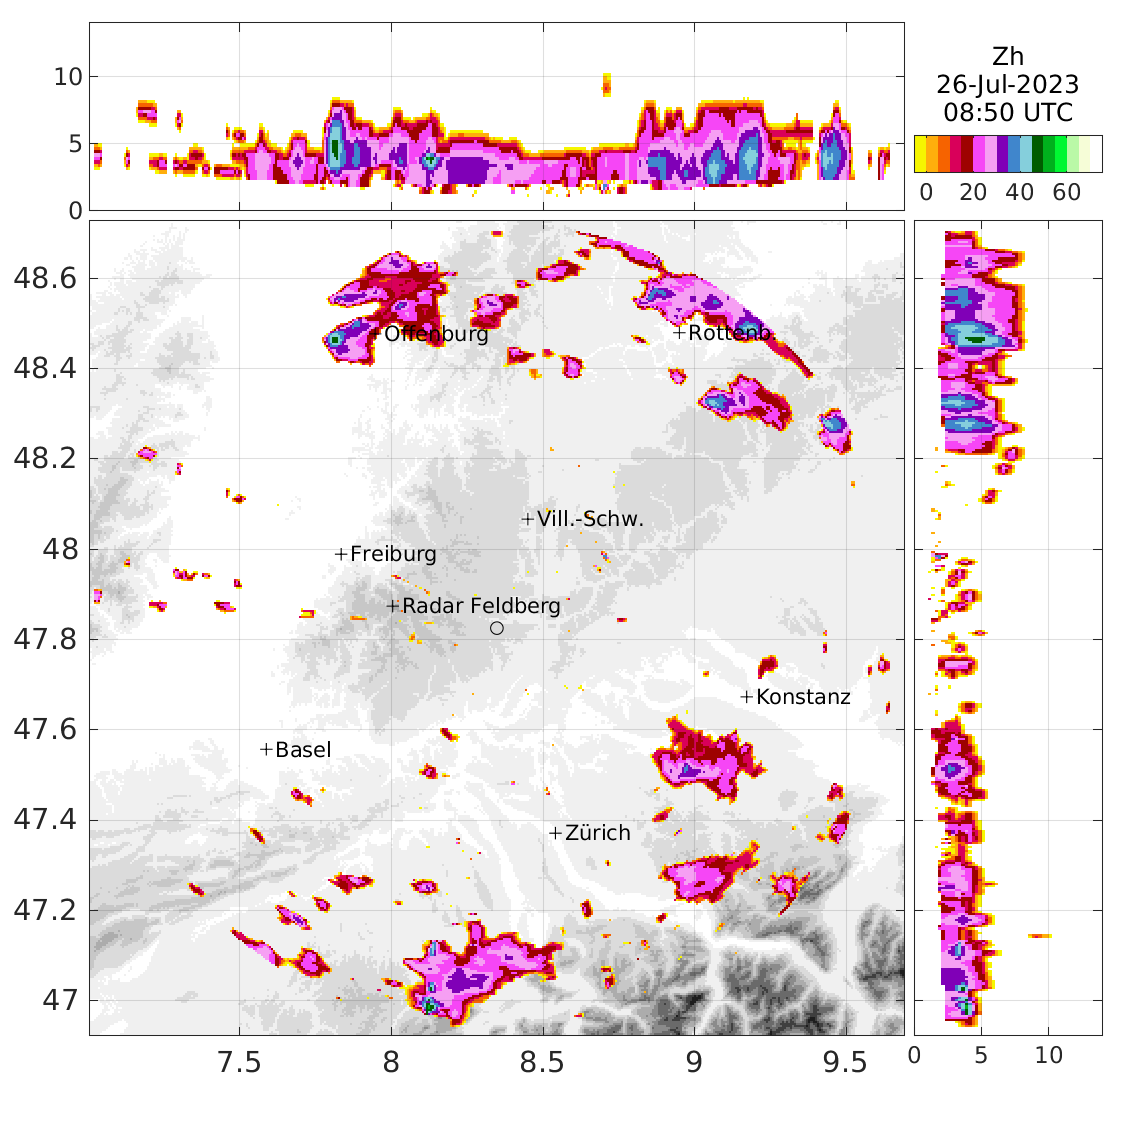 10
5
0
Zh
26-Jul-2023
08:50 UTC
0 20 40 60
48.6
48.4
48.2
48
47.8
47.6
47.4
47.2
47
+Offenburg
+Rottenb.
+Vill.-Schw.
+Freiburg
+Radar Feldberg
+Konstanz
+Basel
+Zürich
7.5 8 8.5 9 9.5
0 5 10